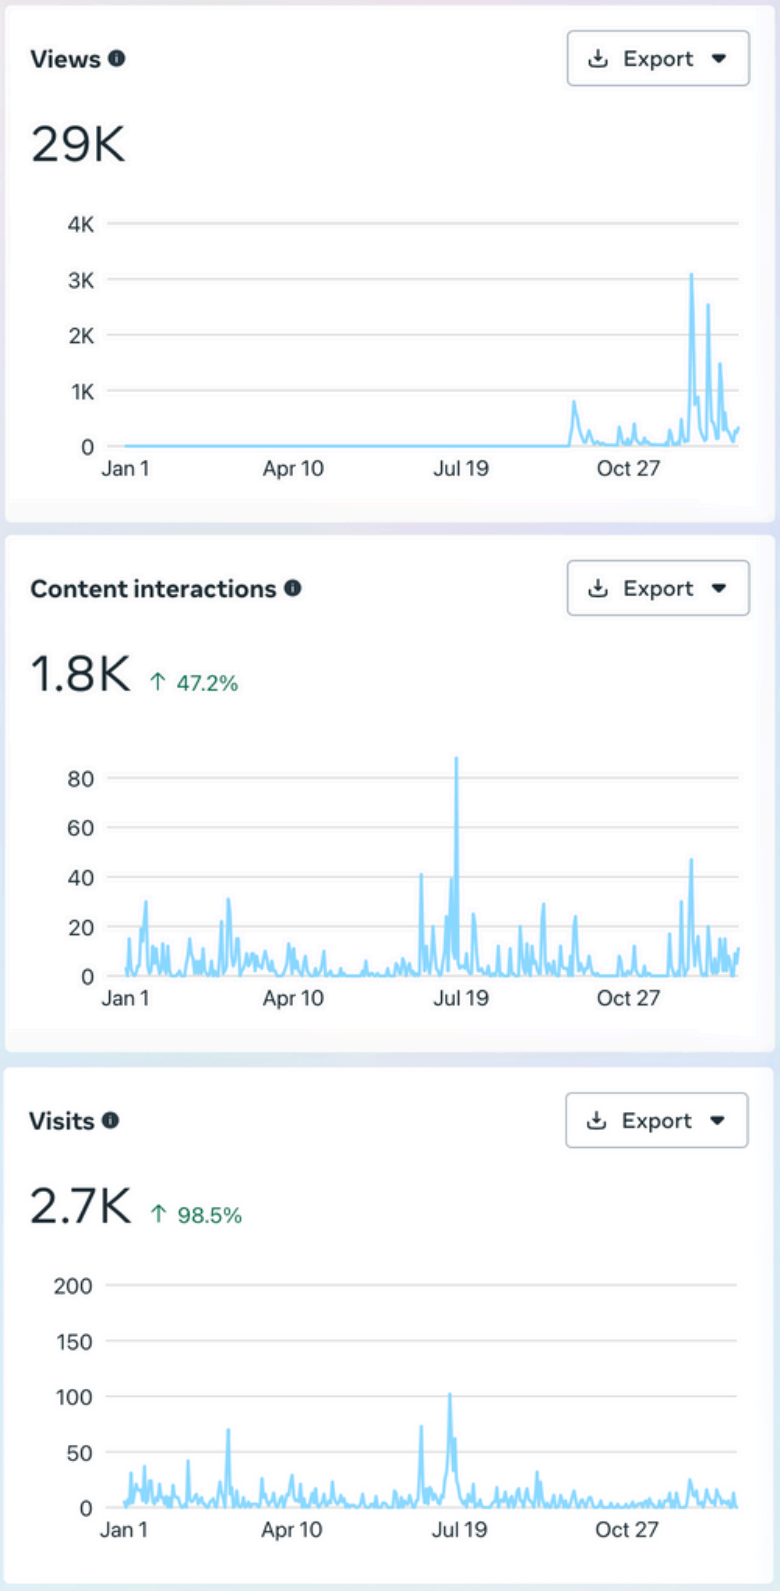 Views
Export
29K
4K
3K
2K
1K
0
Jan 1 Apr 10 Jul 19 Oct 27
Content interactions
Export
1.8K ↑ 47.2%
80
60
40
20
0
Jan 1 Apr 10 Jul 19 Oct 27
Visits
Export
2.7K ↑ 98.5%
200
150
100
50
0
Jan 1 Apr 10 Jul 19 Oct 27